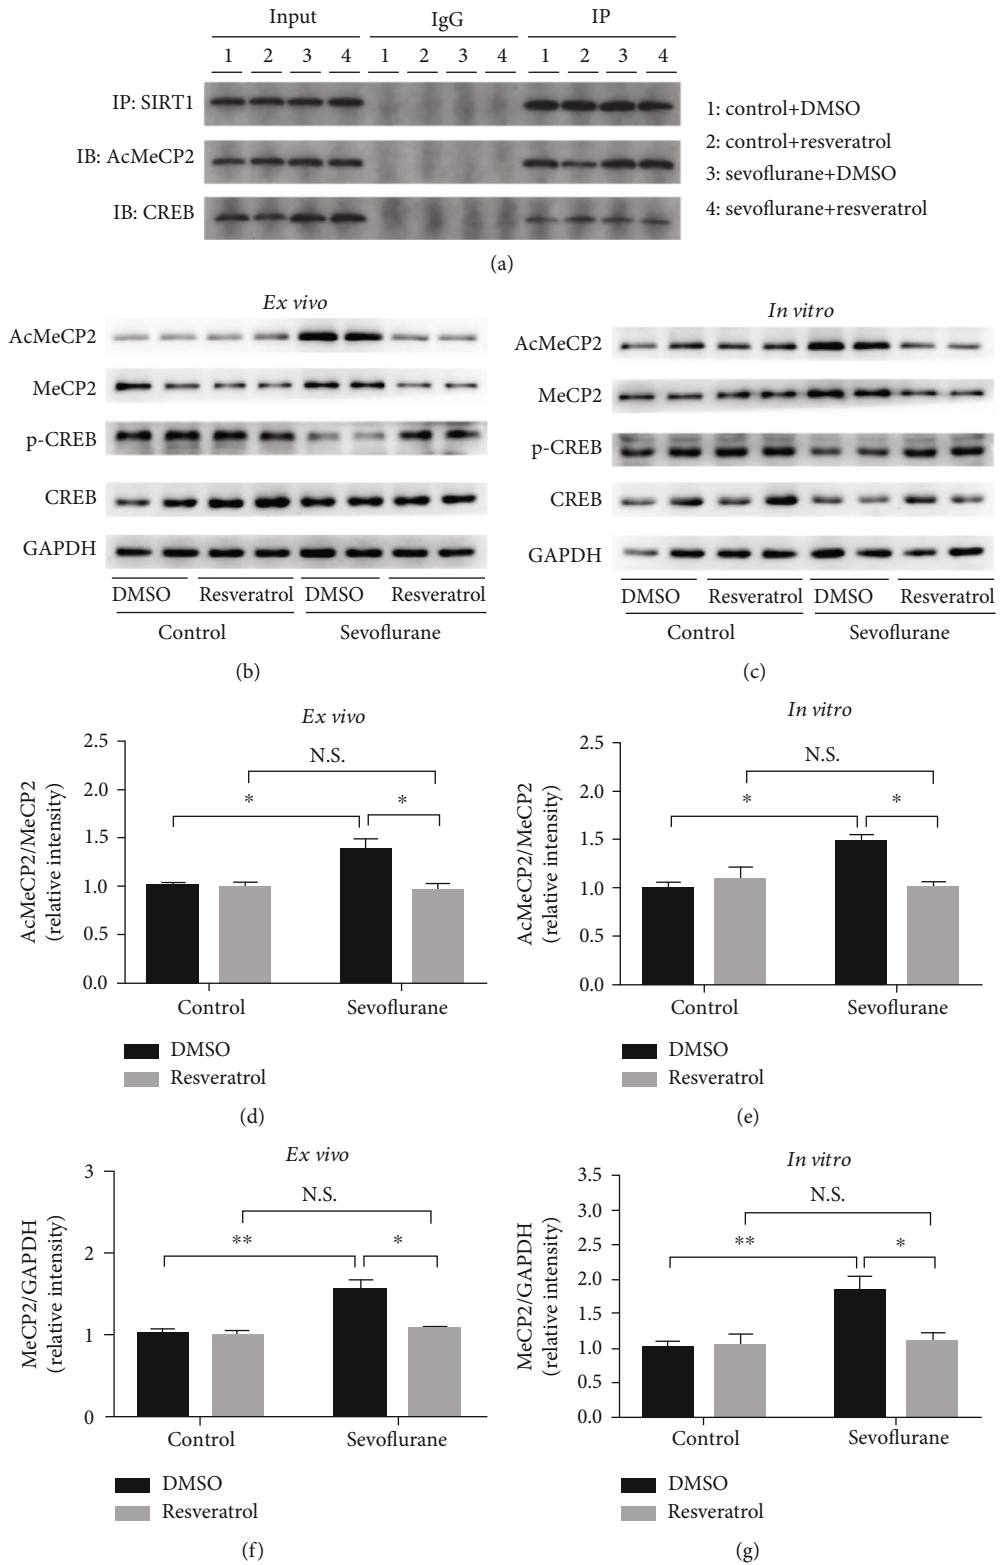 Input IgG IP
1 2 3 4 1 2 3 4 1 2 3 4
IP: SIRT1
IB: AcMeCP2
IB: CREB
1: control+DMSO
2: control+resveratrol
3: sevoflurane+DMSO
4: sevoflurane+resveratrol
(a)
Ex vivo
AcMeCP2
MeCP2
p-CREB
CREB
GAPDH
DMSO Resveratrol DMSO Resveratrol
Control Sevoflurane
(b)
In vitro
AcMeCP2
MeCP2
p-CREB
CREB
GAPDH
DMSO Resveratrol DMSO Resveratrol
Control Sevoflurane
(c)
Ex vivo
AcMeCP2/MeCP2
(relative intensity)
2.5
2.0
1.5
1.0
0.5
0.0
N.S.
* *
Control Sevoflurane
DMSO
Resveratrol
(d)
In vitro
AcMeCP2/MeCP2
(relative intensity)
2.5
2.0
1.5
1.0
0.5
0.0
N.S.
* *
Control Sevoflurane
DMSO
Resveratrol
(e)
Ex vivo
MeCP2/GAPDH
(relative intensity)
3
2
1
0
N.S.
** *
Control Sevoflurane
DMSO
Resveratrol
(f)
In vitro
MeCP2/GAPDH
(relative intensity)
3.5
3.0
2.5
2.0
1.5
1.0
0.5
0.0
N.S.
** *
Control Sevoflurane
DMSO
Resveratrol
(g)